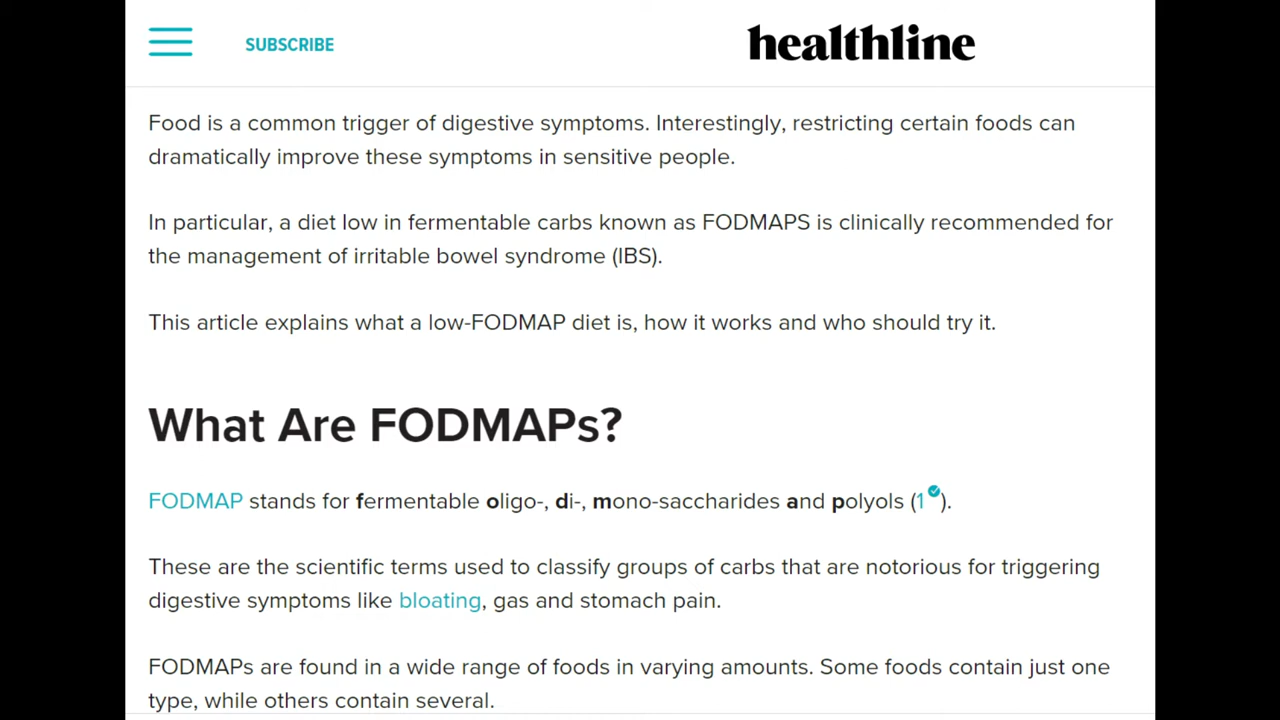 SUBSCRIBE
healthline
Food is a common trigger of digestive symptoms. Interestingly, restricting certain foods can
dramatically improve these symptoms in sensitive people.
In particular, a diet low in fermentable carbs known as FODMAPS is clinically recommended for
the management of irritable bowel syndrome (IBS).
This article explains what a low-FODMAP diet is, how it works and who should try it.
What Are FODMAPs?
FODMAP stands for fermentable oligo-, di-, mono-saccharides and polyols (1).
These are the scientific terms used to classify groups of carbs that are notorious for triggering
digestive symptoms like bloating, gas and stomach pain.
FODMAPs are found in a wide range of foods in varying amounts. Some foods contain just one
type, while others contain several.